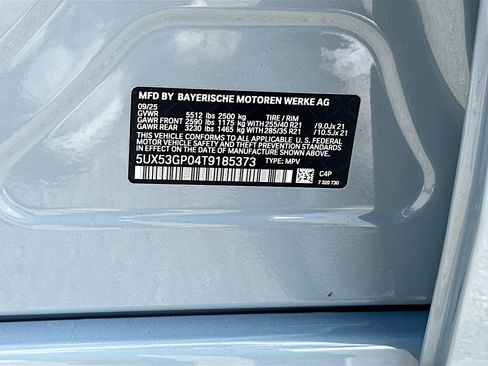 MFD BY BAYERISCHE MOTOREN WERKE AG
09/25
GVWR 5512 lbs 2500 kg TIRE / RIM
GAWR FRONT 2590 lbs 1175 kg WITH 255/40 R21 /9.0Jx 21
GAWR REAR 3230 lbs 1465 kg WITH 285/35 R21 /10.5Jx 21
THIS VEHICLE CONFORMS TO ALL APPLICABLE U.S. FEDERAL
MOTOR VEHICLE SAFETY AND THEFT PREVENTION STANDARDS
IN EFFECT ON THE DATE OF MANUFACTURE SHOWN ABOVE.
5UX53GP04T9185373 TYPE: MPV
C4P
7 320 730